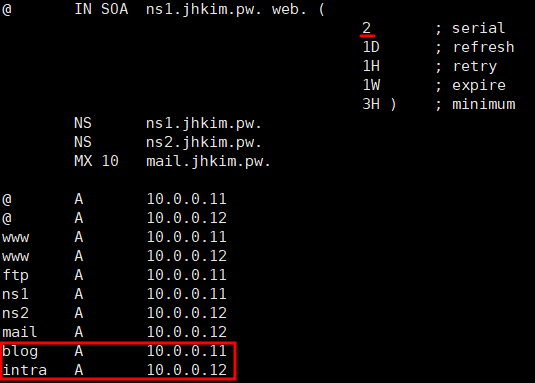 @       IN SOA  ns1.jhkim.pw. web. (
                                        2       ; serial
                                        1D      ; refresh
                                        1H      ; retry
                                        1W      ; expire
                                        3H )    ; minimum
        NS      ns1.jhkim.pw.
        NS      ns2.jhkim.pw.
        MX 10   mail.jhkim.pw.
@       A       10.0.0.11
@       A       10.0.0.12
www     A       10.0.0.11
www     A       10.0.0.12
ftp     A       10.0.0.11
ns1     A       10.0.0.11
ns2     A       10.0.0.12
mail    A       10.0.0.12
blog    A       10.0.0.11
intra   A       10.0.0.12